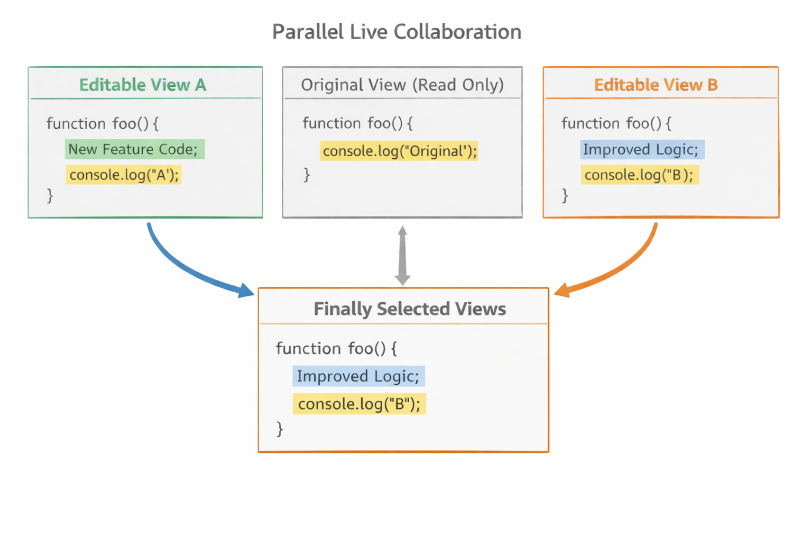 Parallel Live Collaboration
Editable View A
function foo() {
New Feature Code;
console.log("A');
}
Original View (Read Only)
function foo() {
console.log("Original');
}
Editable View B
function foo() {
Improved Logic;
console.log("B );
}
Finally Selected Views
function foo() {
Improved Logic;
console.log("B");
}